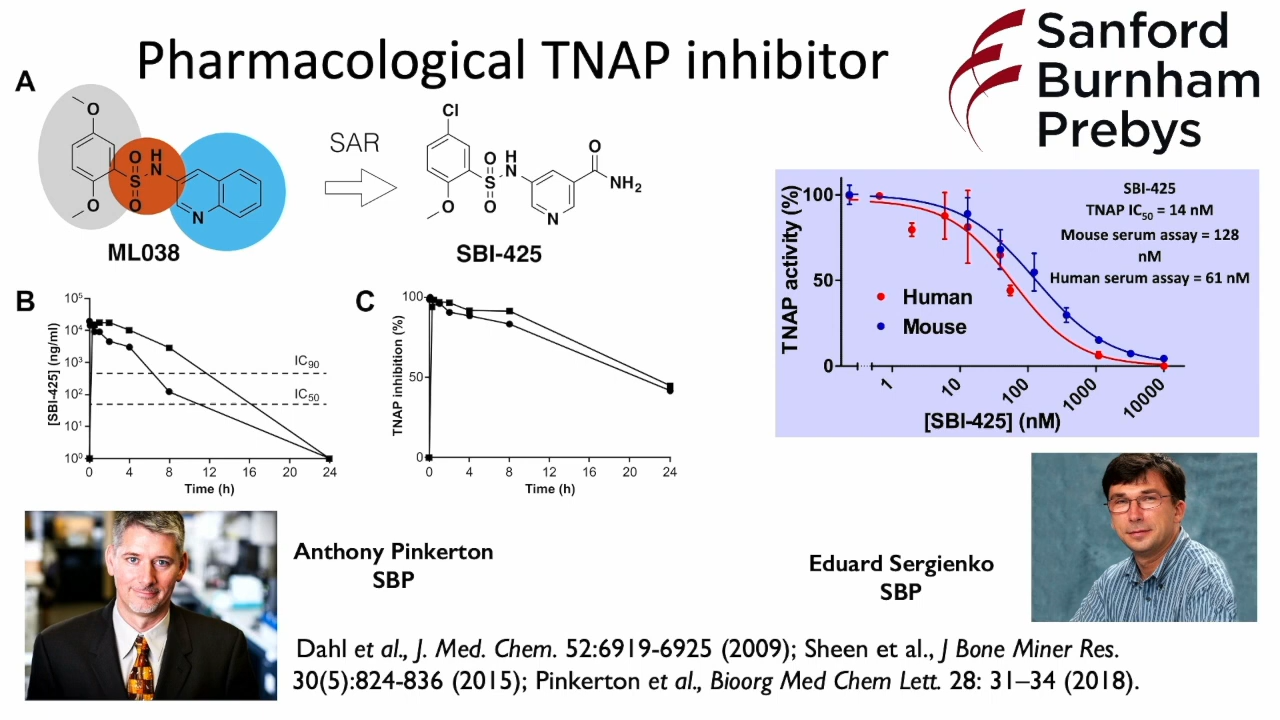 Pharmacological TNAP inhibitor
Sanford
Burnham
Prebys
A
O
O
S
O
O
H
N
N
ML038
SAR
Cl
O
O
S
O
H
N
N
O
NH2
SBI-425
B
[SBI-425] (ng/ml)
10⁵
10⁴
10³
10²
10¹
10⁰
IC90
IC50
0 4 8 12 16 20 24
Time (h)
C
TNAP inhibition (%)
100
50
0
0 4 8 12 16 20 24
Time (h)
TNAP activity (%)
100
50
0
SBI-425
TNAP IC50 = 14 nM
Mouse serum assay = 128
nM
Human serum assay = 61 nM
Human
Mouse
1 10 100 1000 10000
[SBI-425] (nM)
Anthony Pinkerton
SBP
Eduard Sergienko
SBP
Dahl et al., J. Med. Chem. 52:6919-6925 (2009); Sheen et al., J Bone Miner Res.
30(5):824-836 (2015); Pinkerton et al., Bioorg Med Chem Lett. 28: 31–34 (2018).